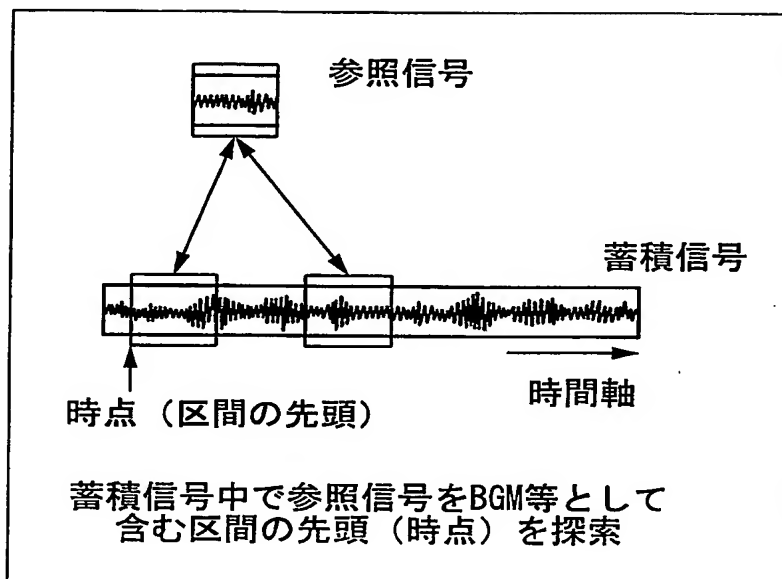 参照信号
蓄積信号
時間軸
時点（区間の先頭）
蓄積信号中で参照信号をBGM等として
含む区間の先頭（時点）を探索